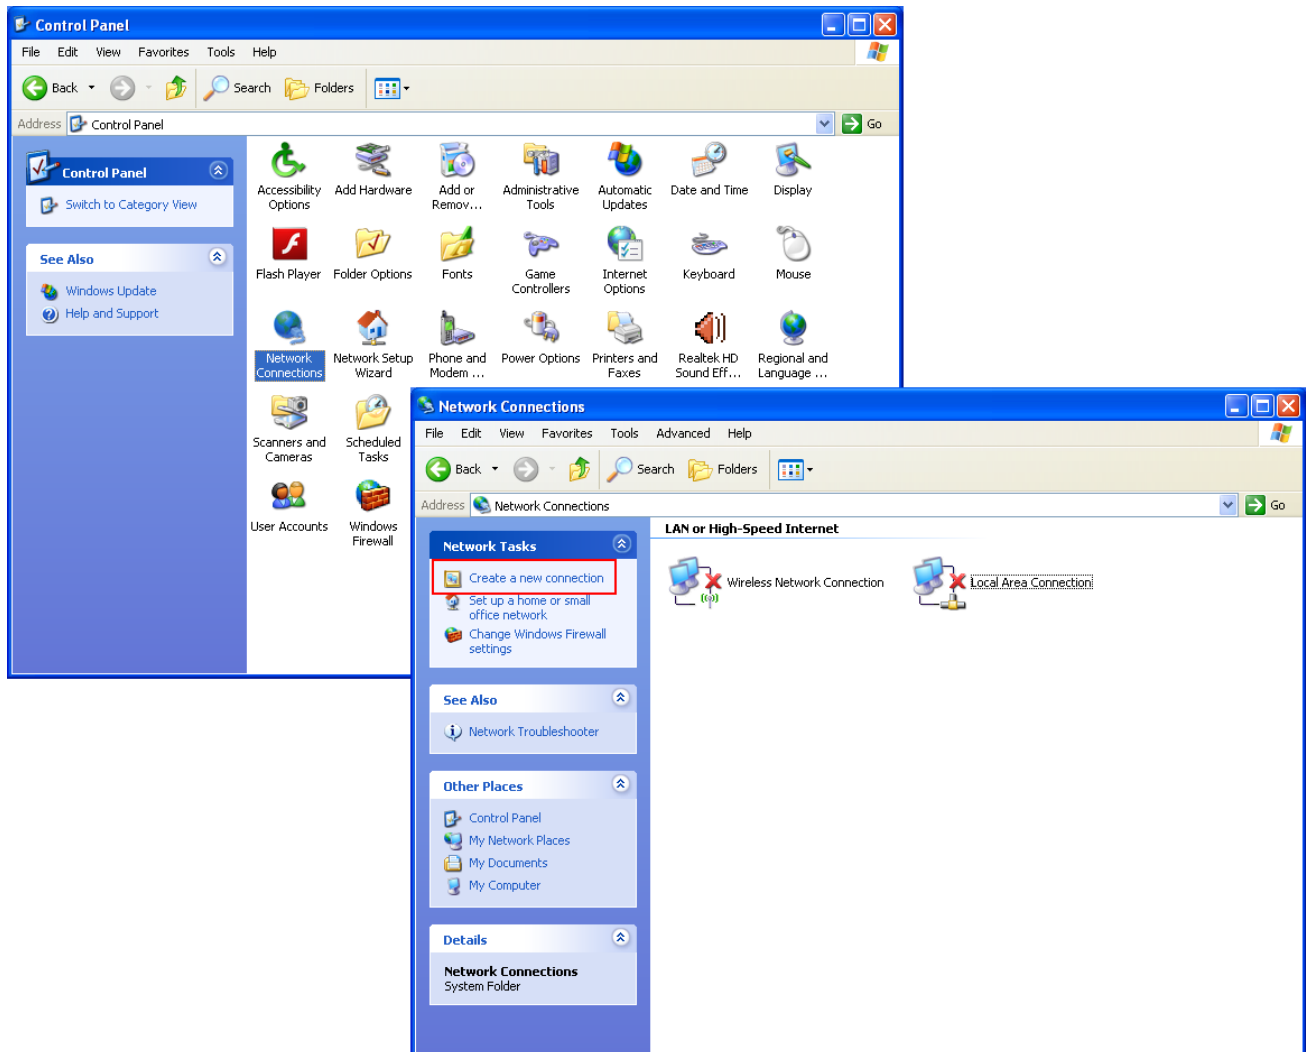 Control Panel
File Edit View Favorites Tools Help
Back Search Folders
Address Control Panel Go
Control Panel
Switch to Category View
See Also
Windows Update
Help and Support
Accessibility Options
Add Hardware
Add or Remov...
Administrative Tools
Automatic Updates
Date and Time
Display
Flash Player
Folder Options
Fonts
Game Controllers
Internet Options
Keyboard
Mouse
Network Connections
Network Setup Wizard
Phone and Modem ...
Power Options
Printers and Faxes
Realtek HD Sound Eff...
Regional and Language ...
Scanners and Cameras
Scheduled Tasks
User Accounts
Windows Firewall
Network Connections
File Edit View Favorites Tools Advanced Help
Back Search Folders
Address Network Connections Go
Network Tasks
Create a new connection
Set up a home or small
office network
Change Windows Firewall
settings
See Also
Network Troubleshooter
Other Places
Control Panel
My Network Places
My Documents
My Computer
Details
Network Connections
System Folder
LAN or High-Speed Internet
Wireless Network Connection
Local Area Connection